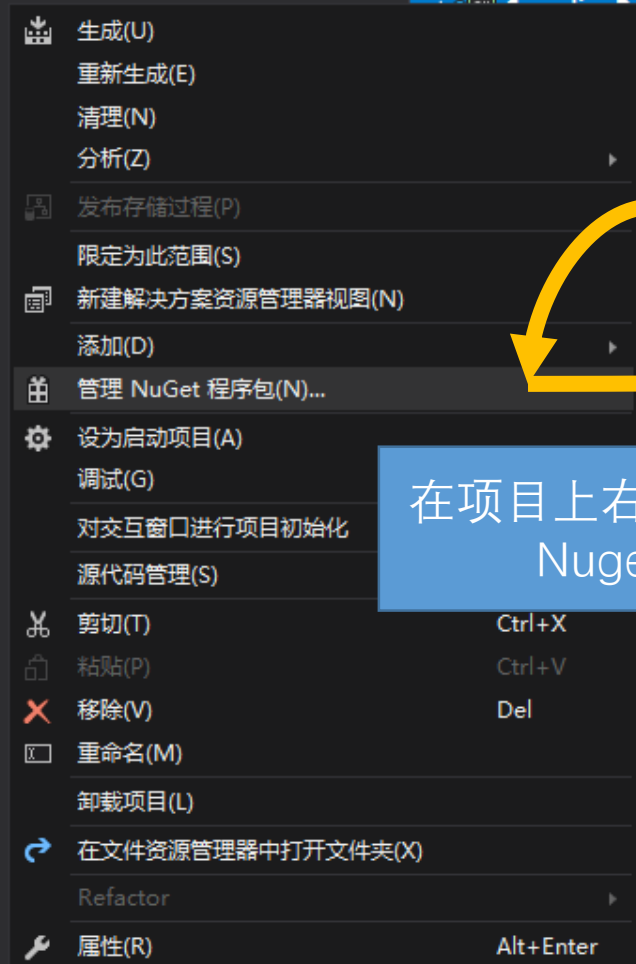 生成(U)
重新生成(E)
清理(N)
分析(Z)
发布存储过程(P)
限定为此范围(S)
新建解决方案资源管理器视图(N)
添加(D)
管理 NuGet 程序包(N)...
设为启动项目(A)
调试(G)
在项目上右
Nuge
对交互窗口进行项目初始化
源代码管理(S)
剪切(T) Ctrl+X
粘贴(P) Ctrl+V
移除(V) Del
重命名(M)
卸载项目(L)
在文件资源管理器中打开文件夹(X)
Refactor
属性(R) Alt+Enter